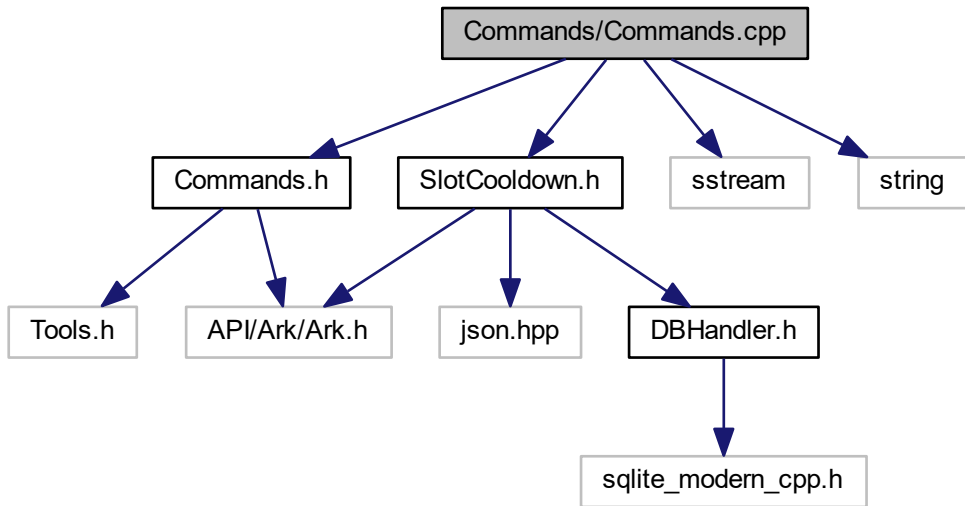 Commands/Commands.cpp
Commands.h
SlotCooldown.h
sstream
string
Tools.h
API/Ark/Ark.h
json.hpp
DBHandler.h
sqlite_modern_cpp.h